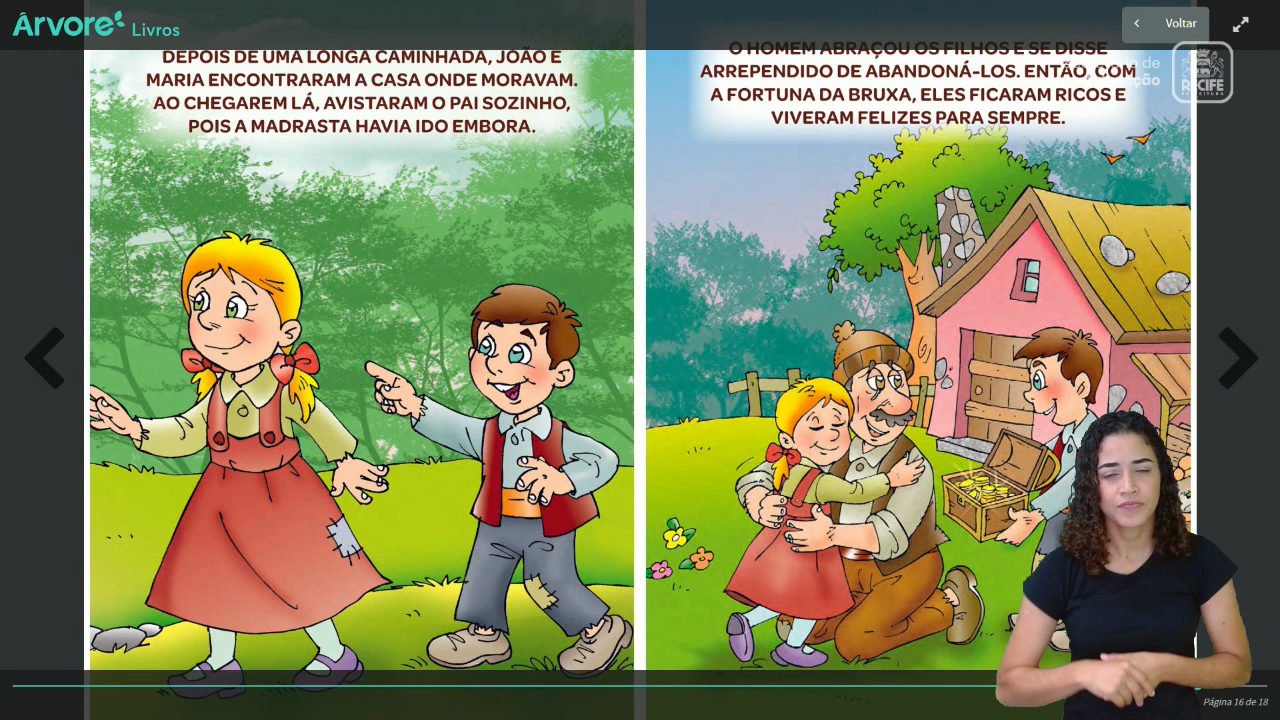 Árvore Livros
Voltar
DEPOIS DE UMA LONGA CAMINHADA, JOÃO E
MARIA ENCONTRARAM A CASA ONDE MORAVAM.
AO CHEGAREM LÁ, AVISTARAM O PAI SOZINHO,
POIS A MADRASTA HAVIA IDO EMBORA.
O HOMEM ABRAÇOU OS FILHOS E SE DISSE
ARREPENDIDO DE ABANDONÁ-LOS. ENTÃO, COM
A FORTUNA DA BRUXA, ELES FICARAM RICOS E
VIVERAM FELIZES PARA SEMPRE.
RECIFE
PREFEITURA
Página 16 de 18